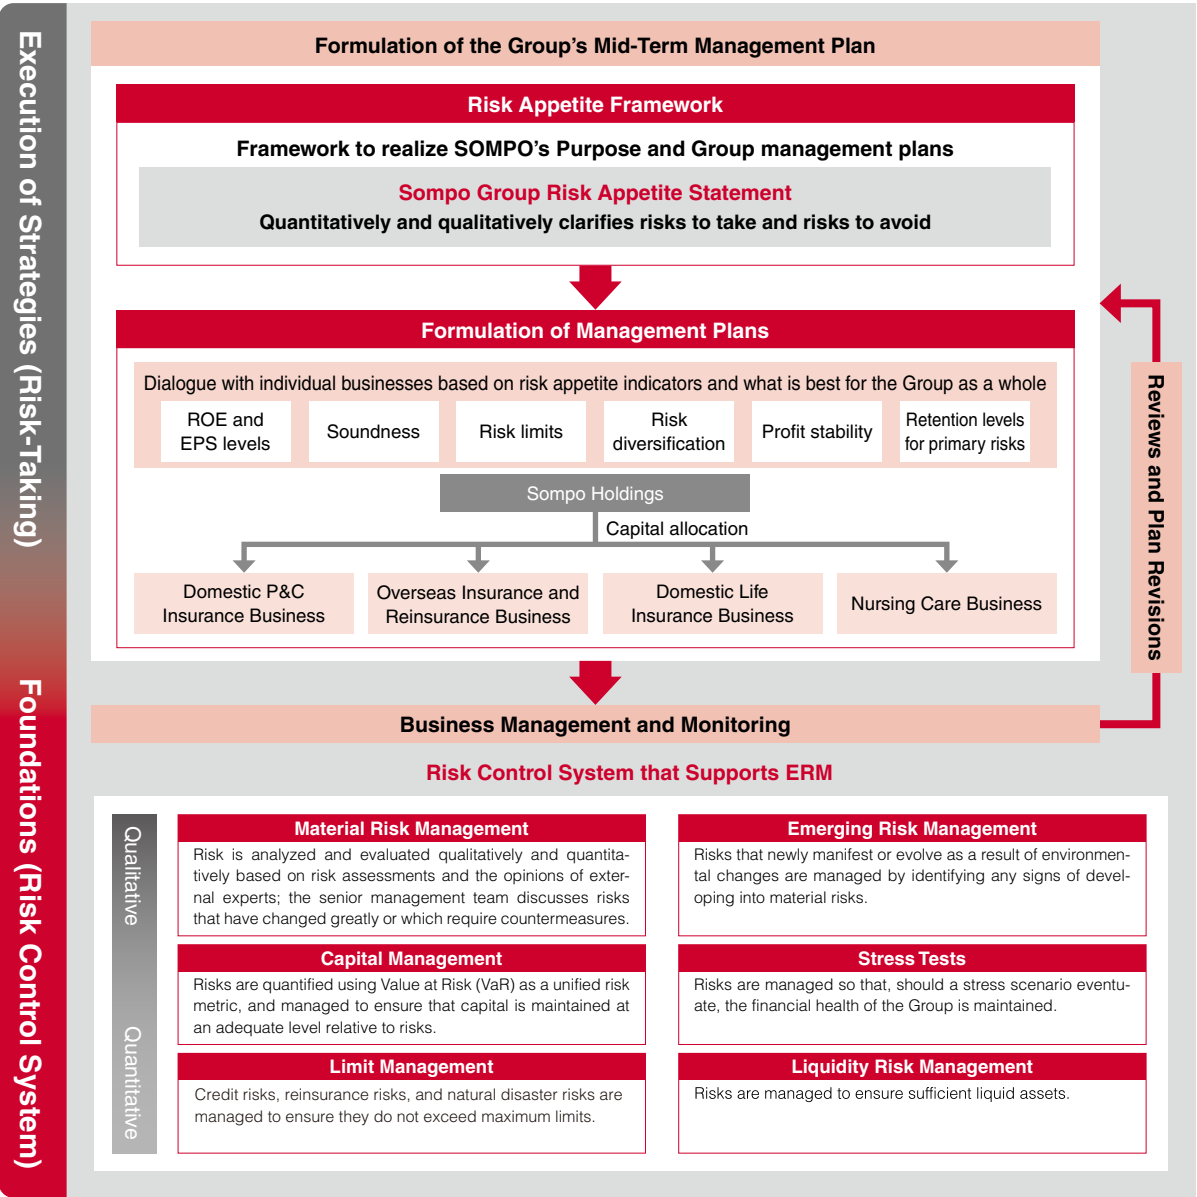 Execution of Strategies (Risk-Taking)
Foundations (Risk Control System)
Formulation of the Group's Mid-Term Management Plan
Risk Appetite Framework
Framework to realize SOMPO's Purpose and Group management plans
Sompo Group Risk Appetite Statement
Quantitatively and qualitatively clarifies risks to take and risks to avoid
Formulation of Management Plans
Dialogue with individual businesses based on risk appetite indicators and what is best for the Group as a whole
ROE and
EPS levels
Soundness
Risk limits
Risk
diversification
Profit stability
Retention levels
for primary risks
Sompo Holdings
Capital allocation
Domestic P&C
Insurance Business
Overseas Insurance and
Reinsurance Business
Domestic Life
Insurance Business
Nursing Care Business
Reviews and Plan Revisions
Business Management and Monitoring
Risk Control System that Supports ERM
Qualitative
Quantitative
Material Risk Management
Risk is analyzed and evaluated qualitatively and quantita-
tively based on risk assessments and the opinions of exter-
nal experts; the senior management team discusses risks
that have changed greatly or which require countermeasures.
Emerging Risk Management
Risks that newly manifest or evolve as a result of environmen-
tal changes are managed by identifying any signs of devel-
oping into material risks.
Capital Management
Risks are quantified using Value at Risk (VaR) as a unified risk
metric, and managed to ensure that capital is maintained at
an adequate level relative to risks.
Stress Tests
Risks are managed so that, should a stress scenario eventu-
ate, the financial health of the Group is maintained.
Limit Management
Credit risks, reinsurance risks, and natural disaster risks are
managed to ensure they do not exceed maximum limits.
Liquidity Risk Management
Risks are managed to ensure sufficient liquid assets.